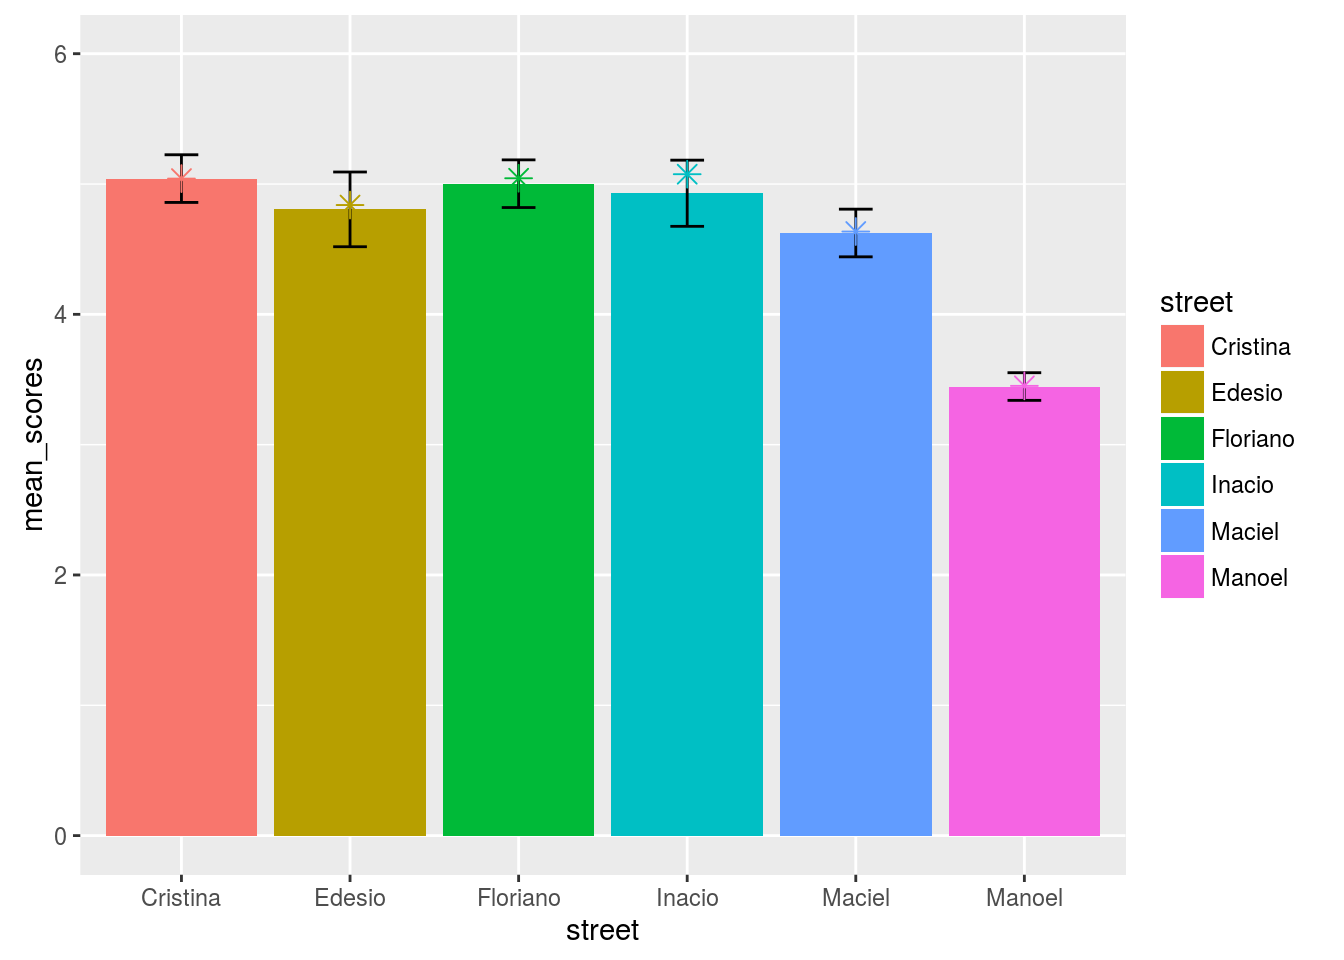 6
4
2
0
mean_scores
Cristina Edesio Floriano Inacio Maciel Manoel
street
street
Cristina
Edesio
Floriano
Inacio
Maciel
Manoel